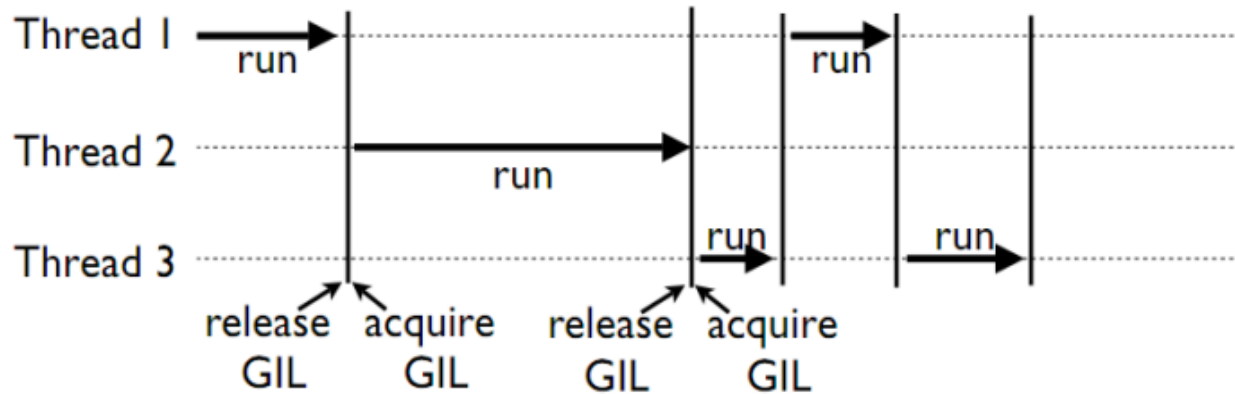 Thread 1
run
run
Thread 2
run
Thread 3
run
run
release acquire release acquire
GIL GIL GIL GIL